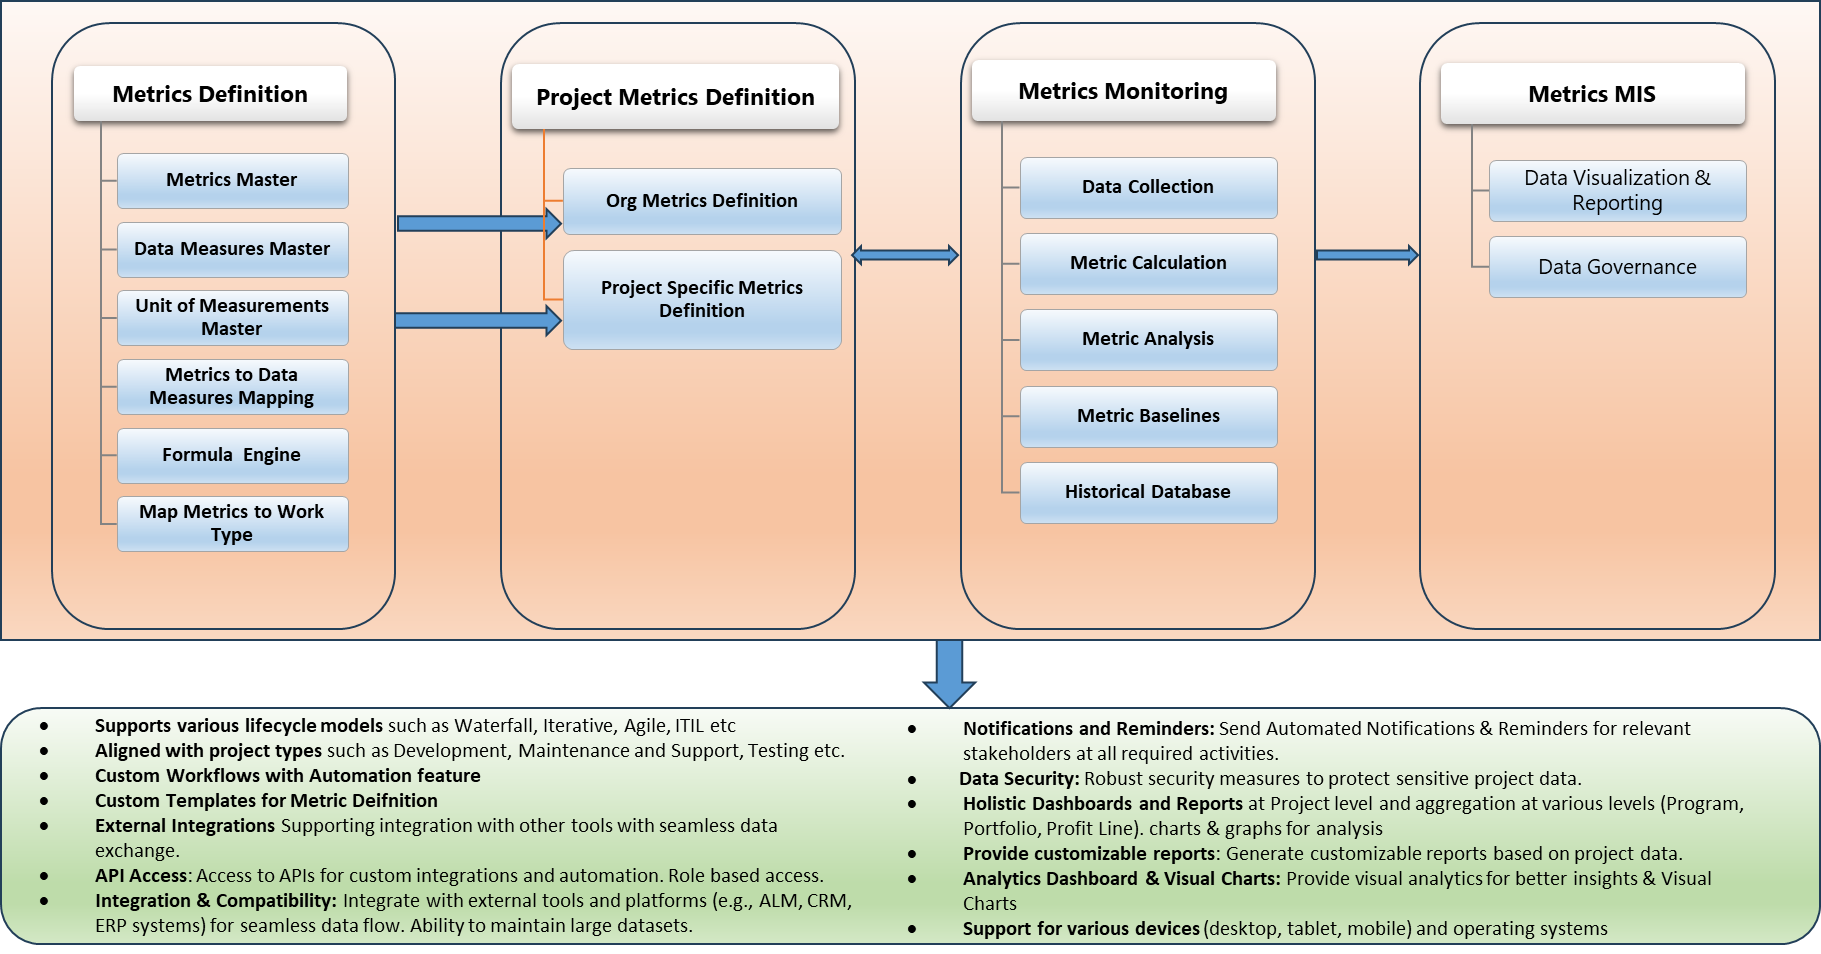 Metrics Definition
Metrics Master
Data Measures Master
Unit of Measurements
Master
Metrics to Data
Measures Mapping
Formula Engine
Map Metrics to Work
Type
Project Metrics Definition
Org Metrics Definition
Project Specific Metrics
Definition
Metrics Monitoring
Data Collection
Metric Calculation
Metric Analysis
Metric Baselines
Historical Database
Metrics MIS
Data Visualization &
Reporting
Data Governance
• Supports various lifecycle models such as Waterfall, Iterative, Agile, ITIL etc
• Aligned with project types such as Development, Maintenance and Support, Testing etc.
• Custom Workflows with Automation feature
• Custom Templates for Metric Deifnition
• External Integrations Supporting integration with other tools with seamless data
exchange.
• API Access: Access to APIs for custom integrations and automation. Role based access.
• Integration & Compatibility: Integrate with external tools and platforms (e.g., ALM, CRM,
ERP systems) for seamless data flow. Ability to maintain large datasets.
• Notifications and Reminders: Send Automated Notifications & Reminders for relevant
stakeholders at all required activities.
• Data Security: Robust security measures to protect sensitive project data.
• Holistic Dashboards and Reports at Project level and aggregation at various levels (Program,
Portfolio, Profit Line). charts & graphs for analysis
• Provide customizable reports: Generate customizable reports based on project data.
• Analytics Dashboard & Visual Charts: Provide visual analytics for better insights & Visual
Charts
• Support for various devices (desktop, tablet, mobile) and operating systems